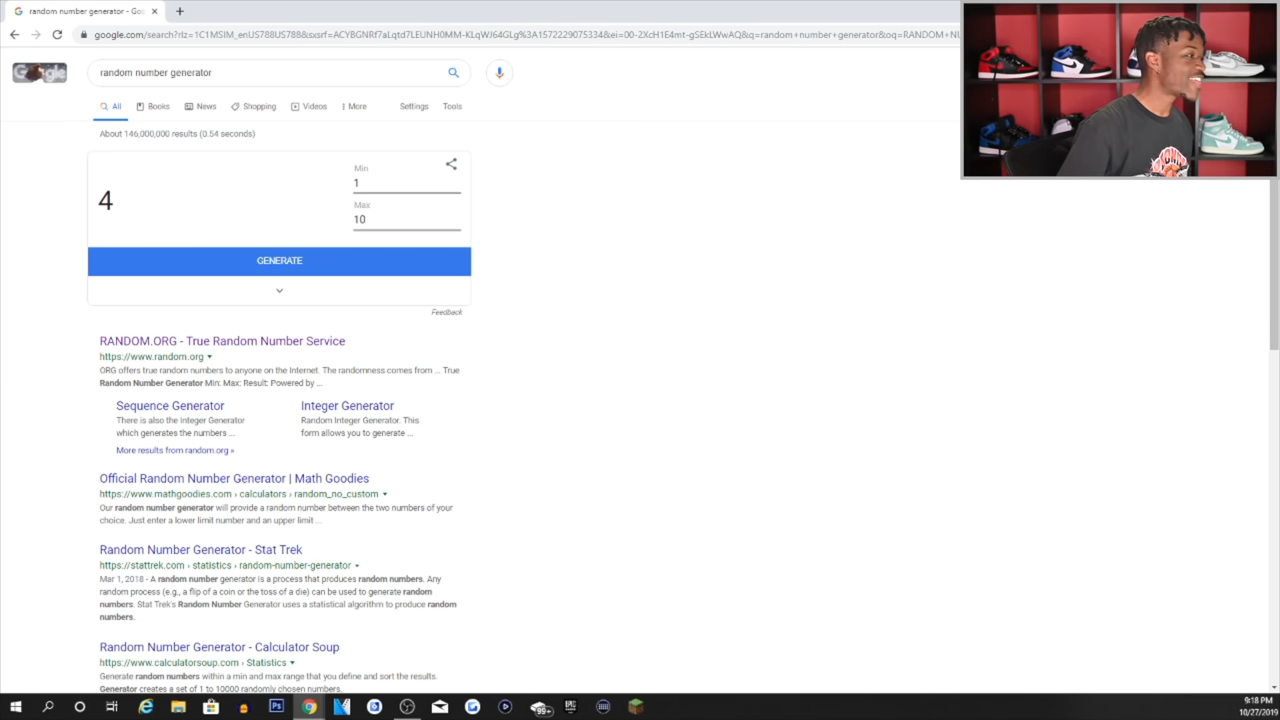 random number generator - Goo
google.com/search?rlz=1C1MSIM_enUS788US788&sxsrf=ACYBGNRf7aLqtd7LEUNH0MM-KLqWJ64GLg%3A1572229075334&ei=00-2XcH1E4mt-gSEkLWwAQ&q=random+number+generator&oq=RANDOM+NU
random number generator
All Books News Shopping Videos More Settings Tools
About 146,000,000 results (0.54 seconds)
Min
1
4
Max
10
GENERATE
Feedback
RANDOM.ORG - True Random Number Service
https://www.random.org
ORG offers true random numbers to anyone on the Internet. The randomness comes from ... True
Random Number Generator Min: Max: Result: Powered by ...
Sequence Generator Integer Generator
There is also the Integer Generator Random Integer Generator. This
which generates the numbers ... form allows you to generate ...
More results from random.org »
Official Random Number Generator | Math Goodies
https://www.mathgoodies.com › calculators › random_no_custom
Our random number generator will provide a random number between the two numbers of your
choice. Just enter a lower limit number and an upper limit ...
Random Number Generator - Stat Trek
https://stattrek.com › statistics › random-number-generator
Mar 1, 2018 - A random number generator is a process that produces random numbers. Any
random process (e.g., a flip of a coin or the toss of a die) can be used to generate random
numbers. Stat Trek's Random Number Generator uses a statistical algorithm to produce random
numbers.
Random Number Generator - Calculator Soup
https://www.calculatorsoup.com › Statistics
Generate random numbers within a min and max range that you define and sort the results.
Generator creates a set of 1 to 10000 randomly chosen numbers.
Ps 99+ EPIC
9:18 PM
10/27/2019